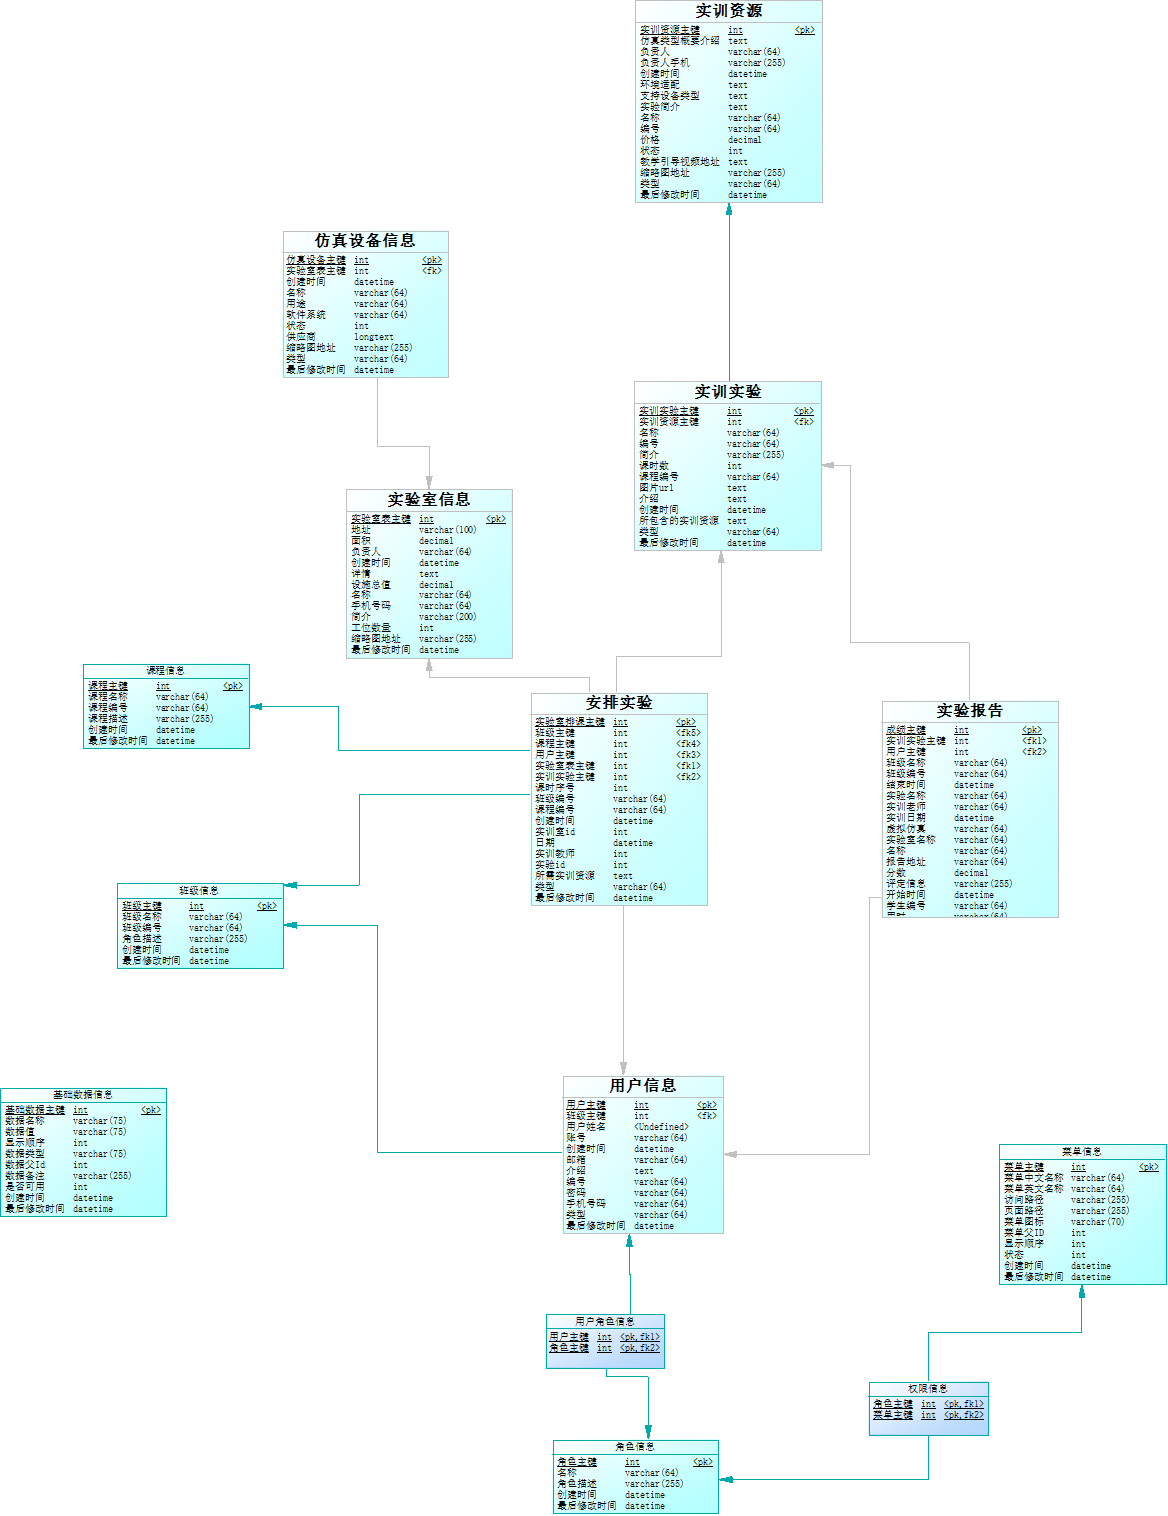 实训资源
实训资源主键 int <pk>
仿真类型概要介绍 text
负责人 varchar(64)
负责人手机 varchar(255)
创建时间 datetime
环境适配 text
支持设备类型 text
实验简介 text
名称 varchar(64)
编号 varchar(64)
价格 decimal
状态 int
教学引导视频地址 text
缩略图地址 varchar(255)
类型 varchar(64)
最后修改时间 datetime
仿真设备信息
仿真设备主键 int <pk>
实验室表主键 int <fk>
创建时间 datetime
名称 varchar(64)
用途 varchar(64)
软件系统 varchar(64)
状态 int
供应商 longtext
缩略图地址 varchar(255)
类型 varchar(64)
最后修改时间 datetime
实训实验
实训实验主键 int <pk>
实训资源主键 int <fk>
名称 varchar(64)
编号 varchar(64)
简介 varchar(255)
课时数 int
课程编号 varchar(64)
图片url text
介绍 text
创建时间 datetime
所包含的实训资源 text
类型 varchar(64)
最后修改时间 datetime
实验室信息
实验室表主键 int <pk>
地址 varchar(100)
面积 decimal
负责人 varchar(64)
创建时间 datetime
详情 text
设施总值 decimal
名称 varchar(64)
手机号码 varchar(64)
简介 varchar(200)
工位数量 int
缩略图地址 varchar(255)
最后修改时间 datetime
课程信息
课程主键 int <pk>
课程名称 varchar(64)
课程编号 varchar(64)
课程描述 varchar(255)
创建时间 datetime
最后修改时间 datetime
安排实验
实验室排课主键 int <pk>
班级主键 int <fk5>
课程主键 int <fk4>
用户主键 int <fk3>
实验室表主键 int <fk1>
实训实验主键 int <fk2>
课时序号 int
班级编号 varchar(64)
课程编号 varchar(64)
创建时间 datetime
实训室id int
日期 datetime
实训教师 int
实验id int
所需实训资源 text
类型 varchar(64)
最后修改时间 datetime
实验报告
成绩主键 int <pk>
实训实验主键 int <fk1>
用户主键 int <fk2>
班级名称 varchar(64)
班级编号 varchar(64)
结束时间 datetime
实验名称 varchar(64)
实训老师 varchar(64)
实训日期 datetime
虚拟仿真 varchar(64)
实验室名称 varchar(64)
名称 varchar(64)
报告地址 varchar(64)
分数 decimal
评定信息 varchar(255)
开始时间 datetime
学生编号 varchar(64)
用时 varchar(64)
班级信息
班级主键 int <pk>
班级名称 varchar(64)
班级编号 varchar(64)
角色描述 varchar(255)
创建时间 datetime
最后修改时间 datetime
用户信息
用户主键 int <pk>
班级主键 int <fk>
用户姓名 <Undefined>
账号 varchar(64)
创建时间 datetime
邮箱 varchar(64)
介绍 text
编号 varchar(64)
密码 varchar(64)
手机号码 varchar(64)
类型 varchar(64)
最后修改时间 datetime
基础数据信息
基础数据主键 int <pk>
数据名称 varchar(75)
数据值 varchar(75)
显示顺序 int
数据类型 varchar(75)
数据父Id int
数据备注 varchar(255)
是否可用 int
创建时间 datetime
最后修改时间 datetime
菜单信息
菜单主键 int <pk>
菜单中文名称 varchar(64)
菜单英文名称 varchar(64)
访问路径 varchar(255)
页面路径 varchar(255)
菜单图标 varchar(70)
菜单父ID int
显示顺序 int
状态 int
创建时间 datetime
最后修改时间 datetime
用户角色信息
用户主键 int <pk,fk1>
角色主键 int <pk,fk2>
权限信息
角色主键 int <pk,fk1>
菜单主键 int <pk,fk2>
角色信息
角色主键 int <pk>
名称 varchar(64)
角色描述 varchar(255)
创建时间 datetime
最后修改时间 datetime